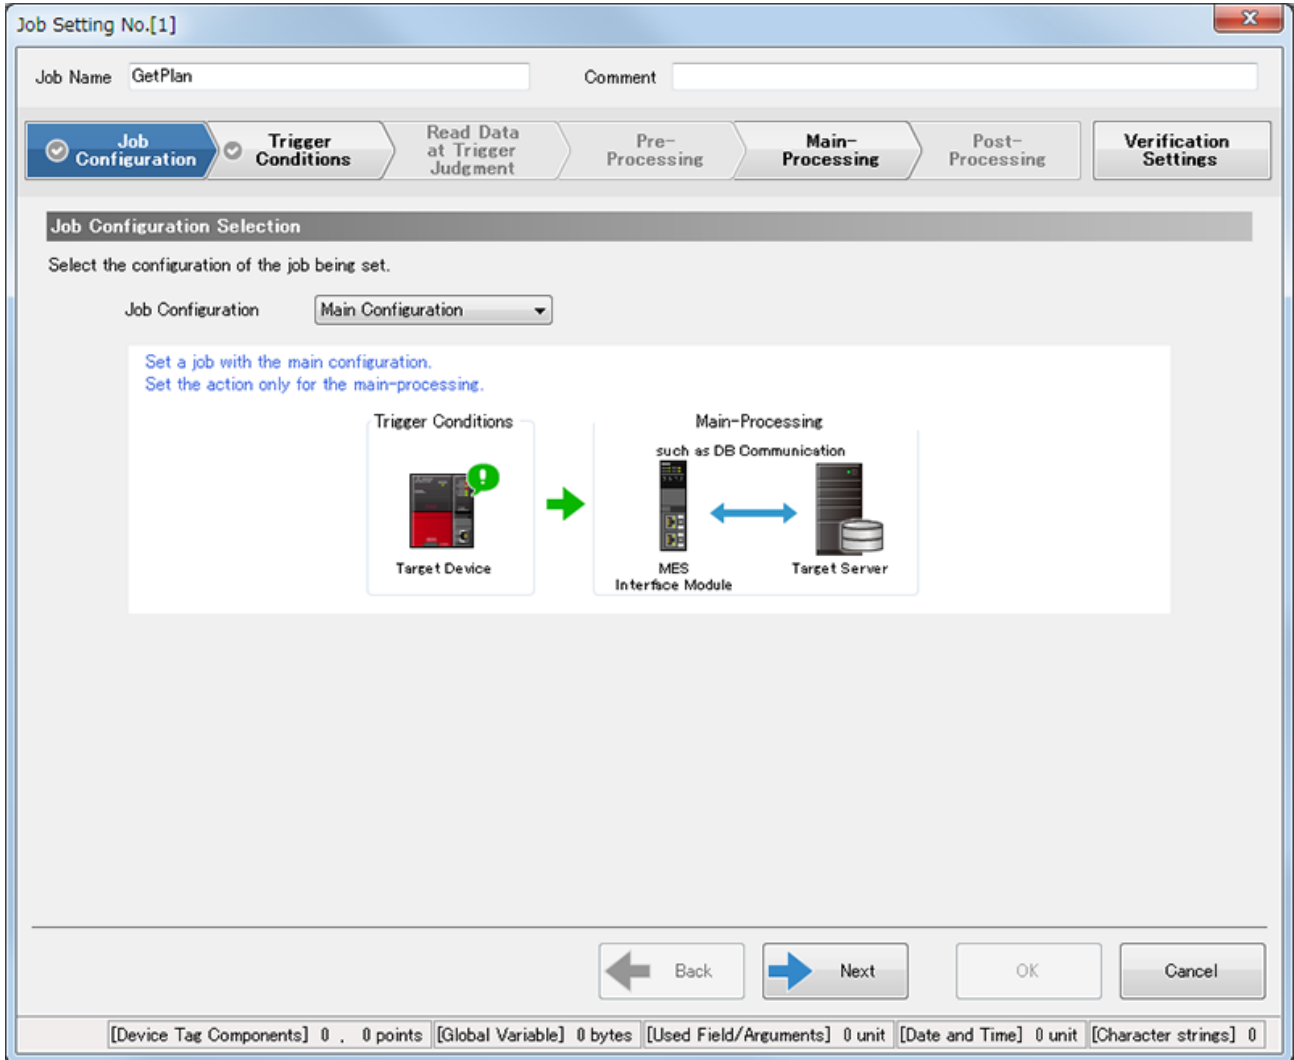 Job Setting No.[1]
Job Name GetPlan Comment
Job
Configuration
Trigger
Conditions
Read Data
at Trigger
Judgment
Pre-
Processing
Main-
Processing
Post-
Processing
Verification
Settings
Job Configuration Selection
Select the configuration of the job being set.
Job Configuration Main Configuration
Set a job with the main configuration.
Set the action only for the main-processing.
Trigger Conditions
Target Device
Main-Processing
such as DB Communication
MES
Interface Module
Target Server
Back Next OK Cancel
[Device Tag Components] 0 , 0 points [Global Variable] 0 bytes [Used Field/Arguments] 0 unit [Date and Time] 0 unit [Character strings] 0